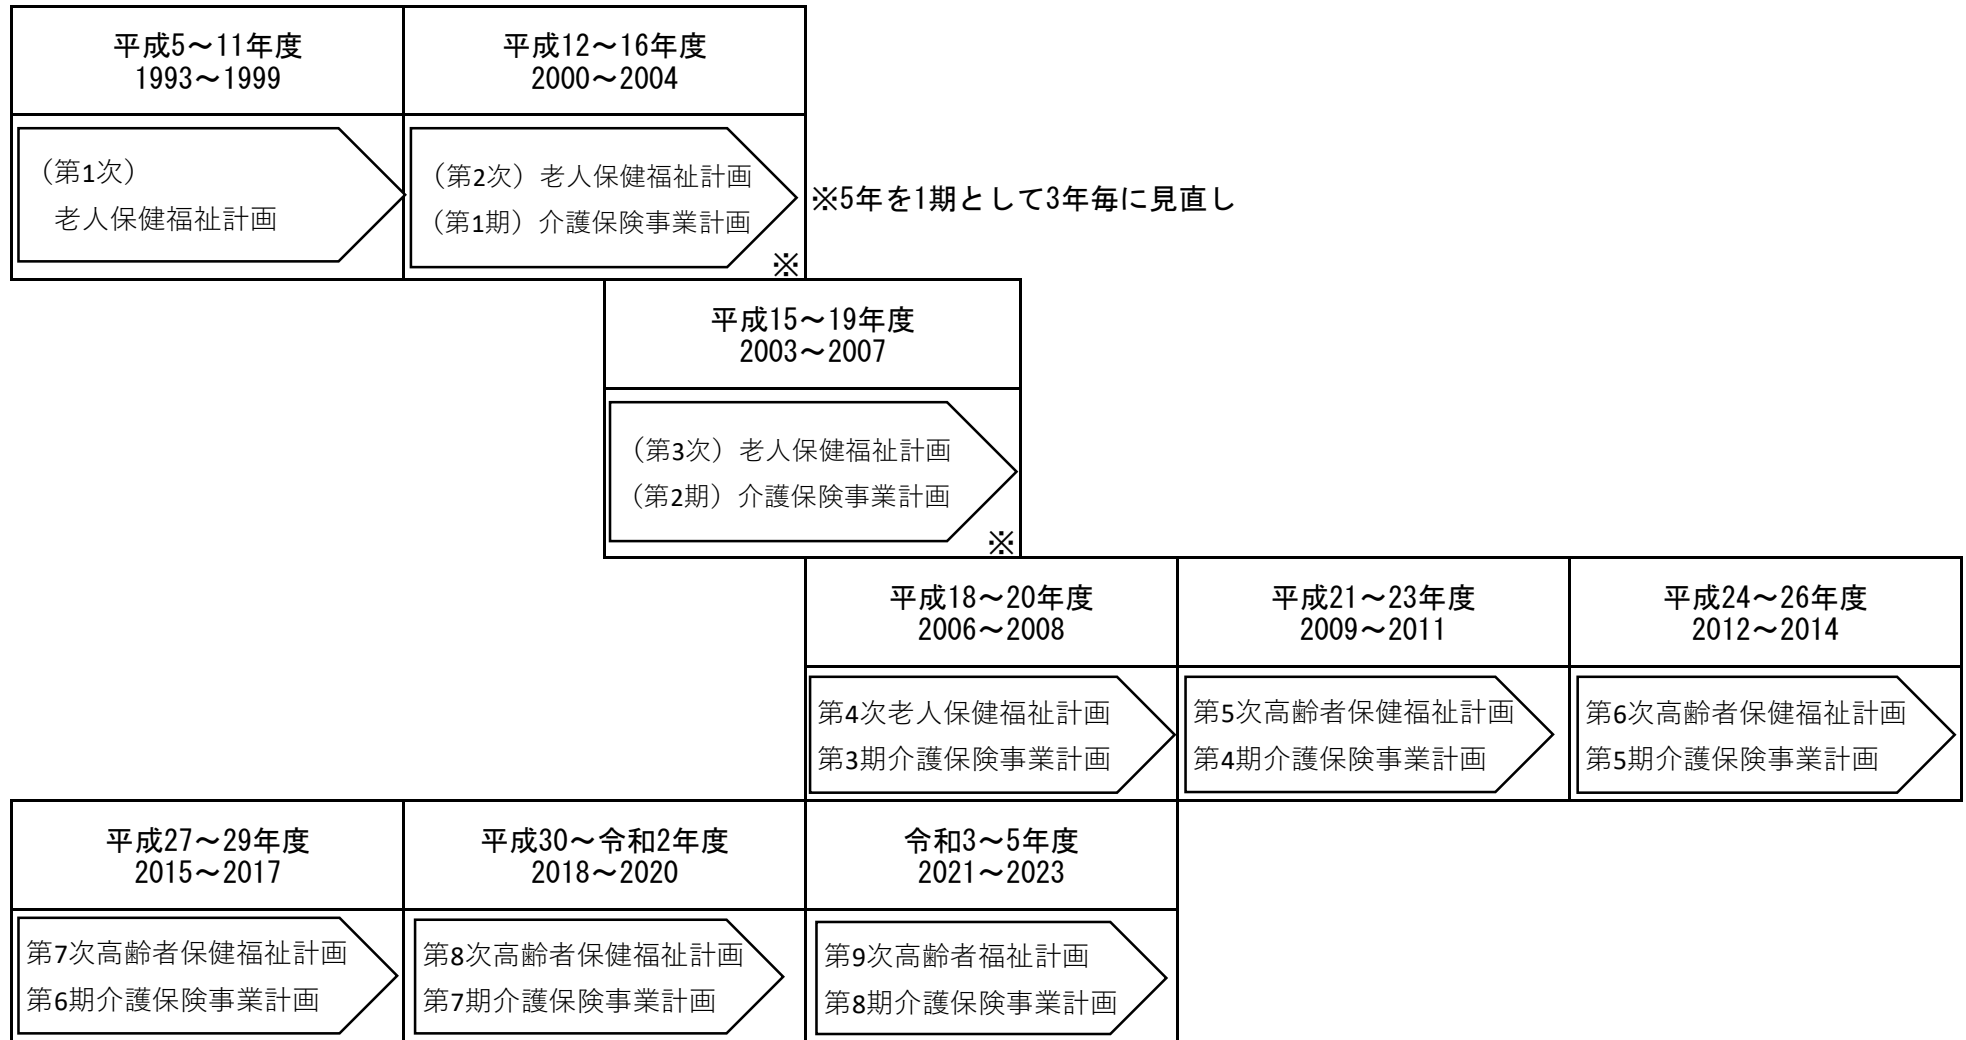 平成5～11年度
1993～1999
平成12～16年度
2000～2004
（第1次）
老人保健福祉計画
（第2次）老人保健福祉計画
（第1期）介護保険事業計画
※
※5年を1期として3年毎に見直し
平成15～19年度
2003～2007
（第3次）老人保健福祉計画
（第2期）介護保険事業計画
※
平成18～20年度
2006～2008
平成21～23年度
2009～2011
平成24～26年度
2012～2014
第4次老人保健福祉計画
第3期介護保険事業計画
第5次高齢者保健福祉計画
第4期介護保険事業計画
第6次高齢者保健福祉計画
第5期介護保険事業計画
平成27～29年度
2015～2017
平成30～令和2年度
2018～2020
令和3～5年度
2021～2023
第7次高齢者保健福祉計画
第6期介護保険事業計画
第8次高齢者保健福祉計画
第7期介護保険事業計画
第9次高齢者福祉計画
第8期介護保険事業計画